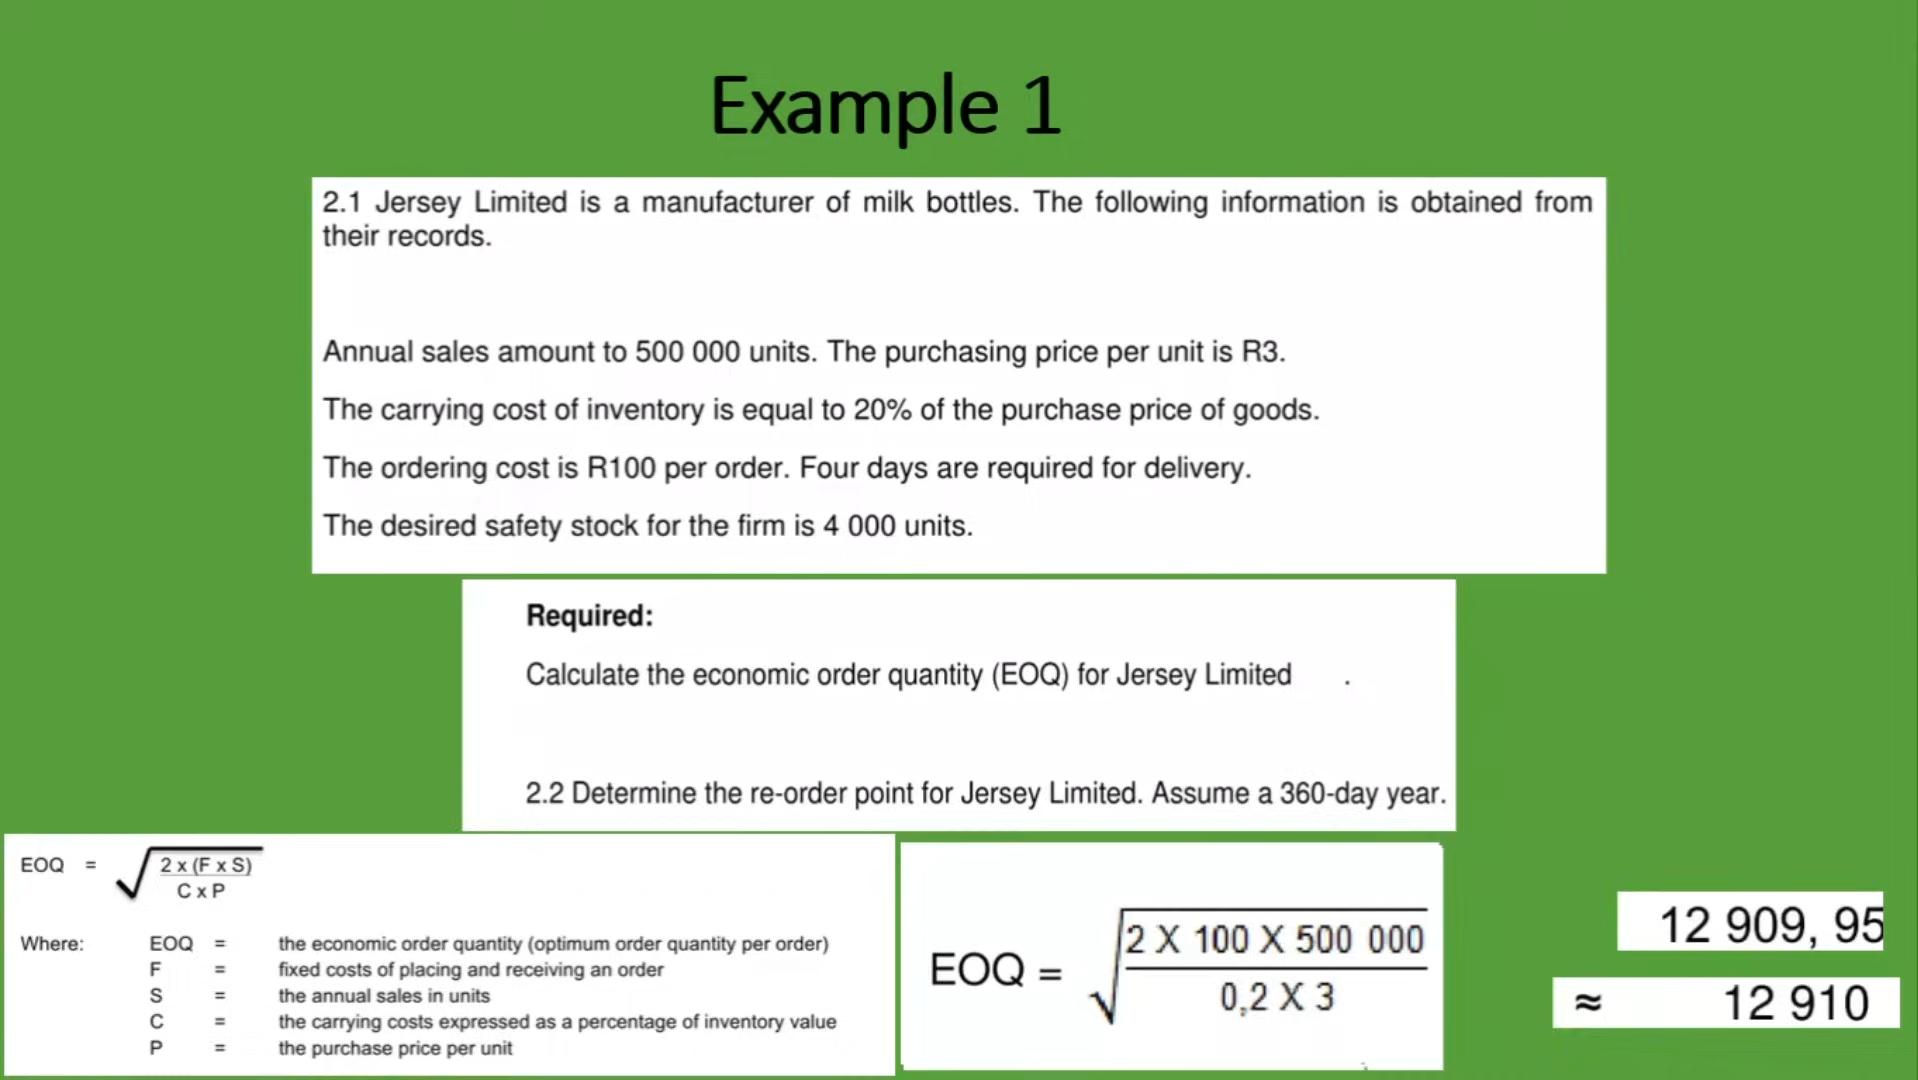 Example 1
2.1 Jersey Limited is a manufacturer of milk bottles. The following information is obtained from
their records.
Annual sales amount to 500 000 units. The purchasing price per unit is R3.
The carrying cost of inventory is equal to 20% of the purchase price of goods.
The ordering cost is R100 per order. Four days are required for delivery.
The desired safety stock for the firm is 4 000 units.
Required:
Calculate the economic order quantity (EOQ) for Jersey Limited .
2.2 Determine the re-order point for Jersey Limited. Assume a 360-day year.
EOQ = √ 2 x (F x S)
C x P
Where: EOQ = the economic order quantity (optimum order quantity per order)
F = fixed costs of placing and receiving an order
S = the annual sales in units
C = the carrying costs expressed as a percentage of inventory value
P = the purchase price per unit
EOQ = √ 2 X 100 X 500 000
0,2 X 3
12 909, 95
≈ 12 910